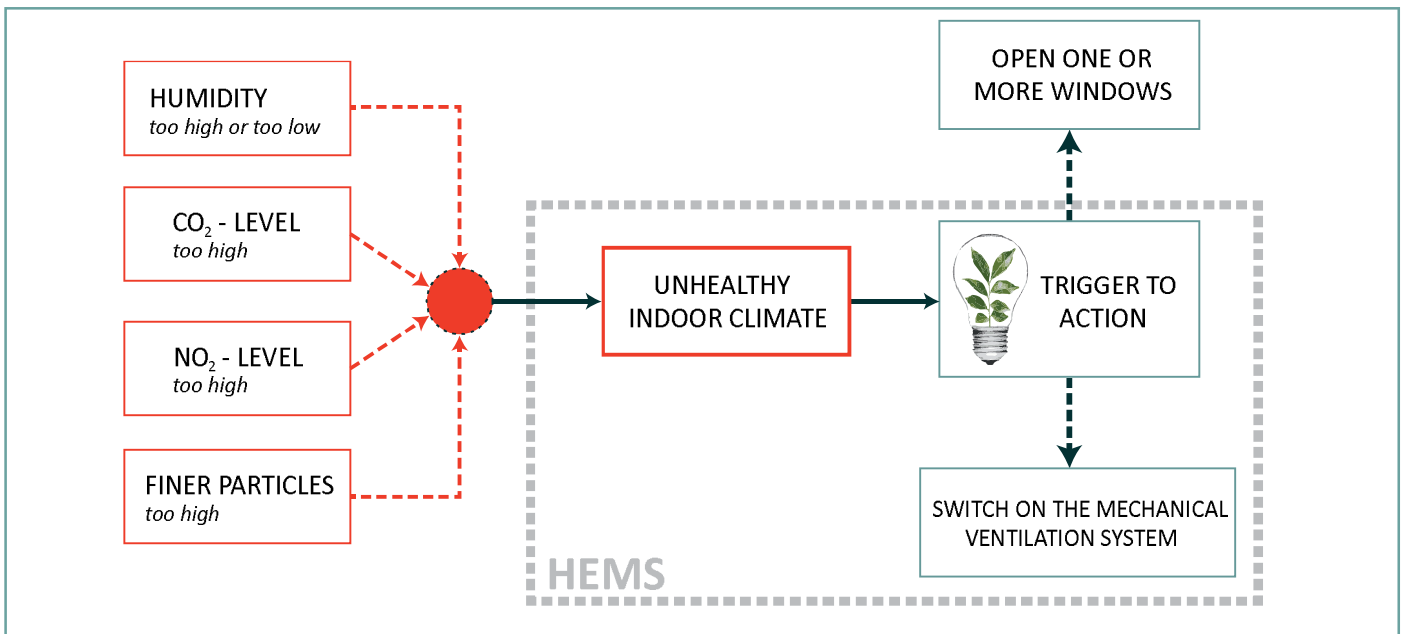 HUMIDITY
too high or too low
CO₂ - LEVEL
too high
NO₂ - LEVEL
too high
FINER PARTICLES
too high
UNHEALTHY
INDOOR CLIMATE
TRIGGER TO
ACTION
OPEN ONE OR
MORE WINDOWS
SWITCH ON THE MECHANICAL
VENTILATION SYSTEM
HEMS